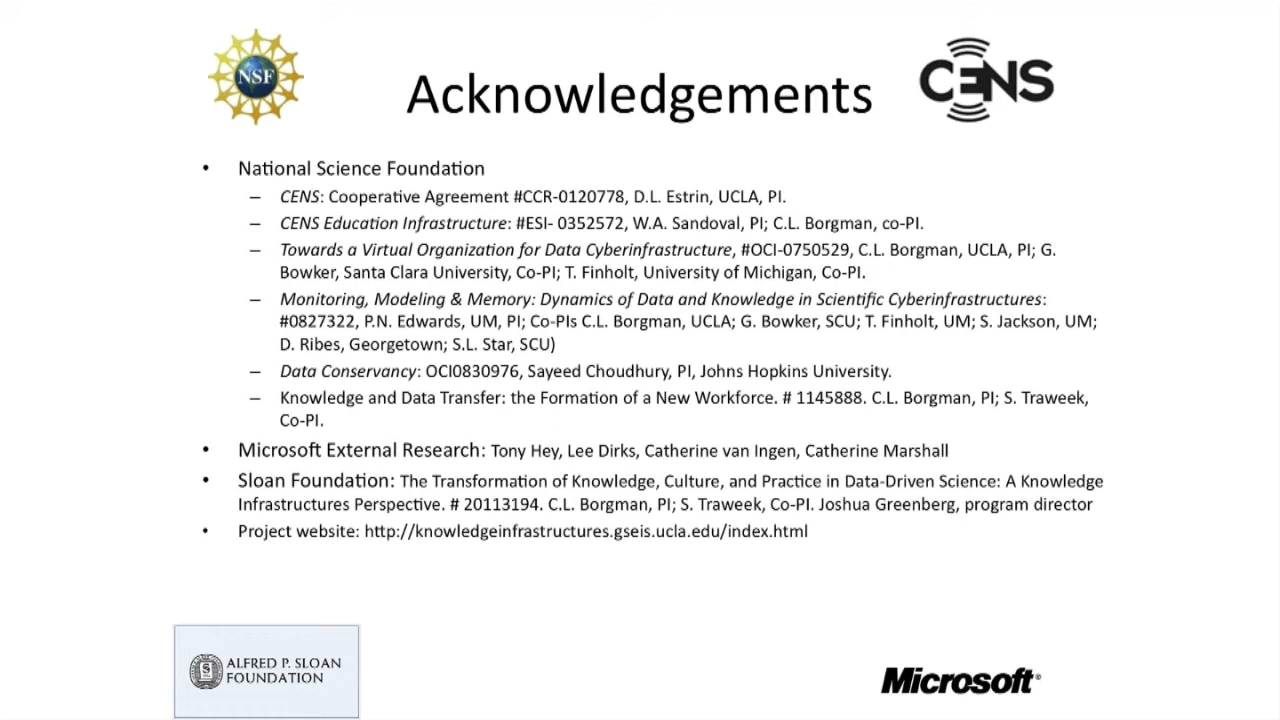 NSF
CENS
Acknowledgements
• National Science Foundation
– CENS: Cooperative Agreement #CCR-0120778, D.L. Estrin, UCLA, PI.
– CENS Education Infrastructure: #ESI- 0352572, W.A. Sandoval, PI; C.L. Borgman, co-PI.
– Towards a Virtual Organization for Data Cyberinfrastructure, #OCI-0750529, C.L. Borgman, UCLA, PI; G.
Bowker, Santa Clara University, Co-PI; T. Finholt, University of Michigan, Co-PI.
– Monitoring, Modeling & Memory: Dynamics of Data and Knowledge in Scientific Cyberinfrastructures:
#0827322, P.N. Edwards, UM, PI; Co-PIs C.L. Borgman, UCLA; G. Bowker, SCU; T. Finholt, UM; S. Jackson, UM;
D. Ribes, Georgetown; S.L. Star, SCU)
– Data Conservancy: OCI0830976, Sayeed Choudhury, PI, Johns Hopkins University.
– Knowledge and Data Transfer: the Formation of a New Workforce. # 1145888. C.L. Borgman, PI; S. Traweek,
Co-PI.
• Microsoft External Research: Tony Hey, Lee Dirks, Catherine van Ingen, Catherine Marshall
• Sloan Foundation: The Transformation of Knowledge, Culture, and Practice in Data-Driven Science: A Knowledge
Infrastructures Perspective. # 20113194. C.L. Borgman, PI; S. Traweek, Co-PI. Joshua Greenberg, program director
• Project website: http://knowledgeinfrastructures.gseis.ucla.edu/index.html
ALFRED P. SLOAN
FOUNDATION
Microsoft®